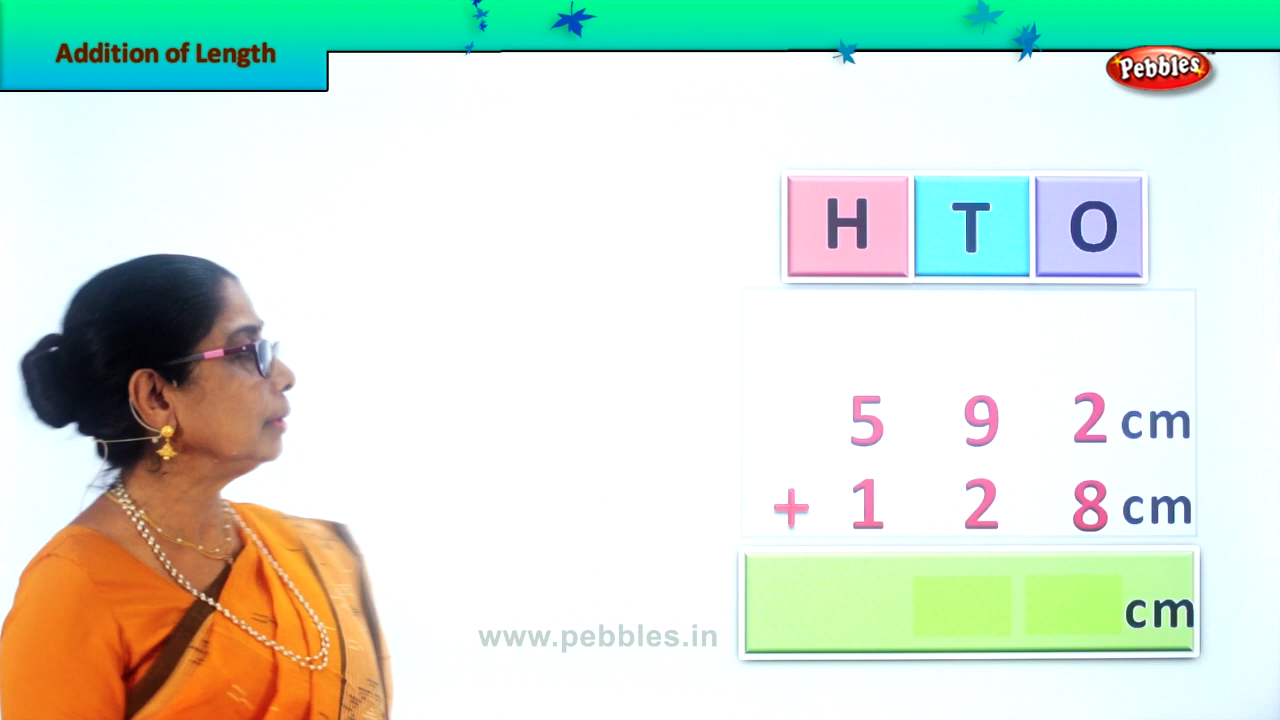 Addition of Length
Pebbles
H T O
5 9 2 cm
+ 1 2 8 cm
cm
www.pebbles.in